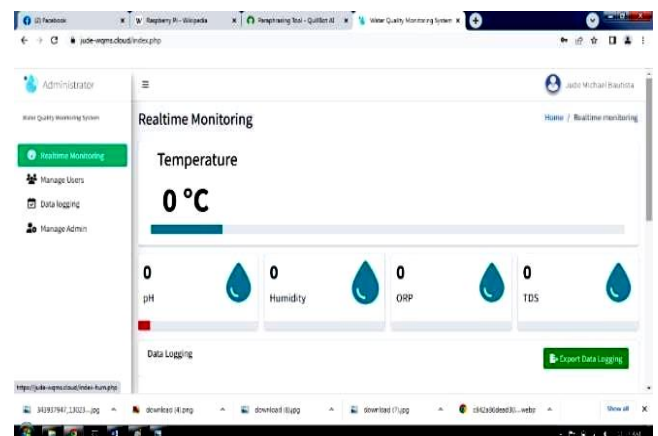 (2) Facebook
W Raspberry Pi - Wikipedia
Paraphrasing Tool - QuillBot AI
Water Quality Monitoring System
jude-wqms.cloud/index.php
Administrator
Jude Michael Bautista
Water Quality Monitoring System
Realtime Monitoring
Home / Realtime monitoring
Realtime Monitoring
Manage Users
Data logging
Manage Admin
Temperature
0 °C
0
pH
0
Humidity
0
ORP
0
TDS
Data Logging
Export Data Logging
https://jude-wqms.cloud/index-hum.php
download (4).png
download (8).jpg
download (7).jpg
Show all